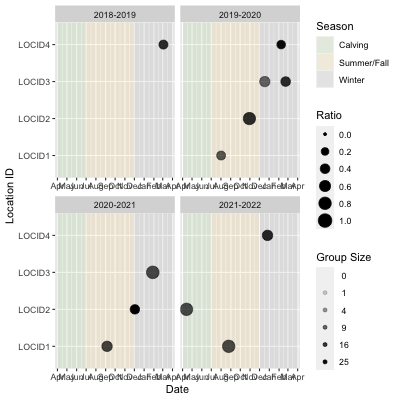 2018-2019
2019-2020
Season
Calving
Summer/Fall
Winter
LOCID4
LOCID3
LOCID2
LOCID1
Ratio
0.0
0.2
0.4
0.6
0.8
1.0
2020-2021
2021-2022
LOCID4
LOCID3
LOCID2
LOCID1
Group Size
0
1
4
9
16
25
Location ID
Date